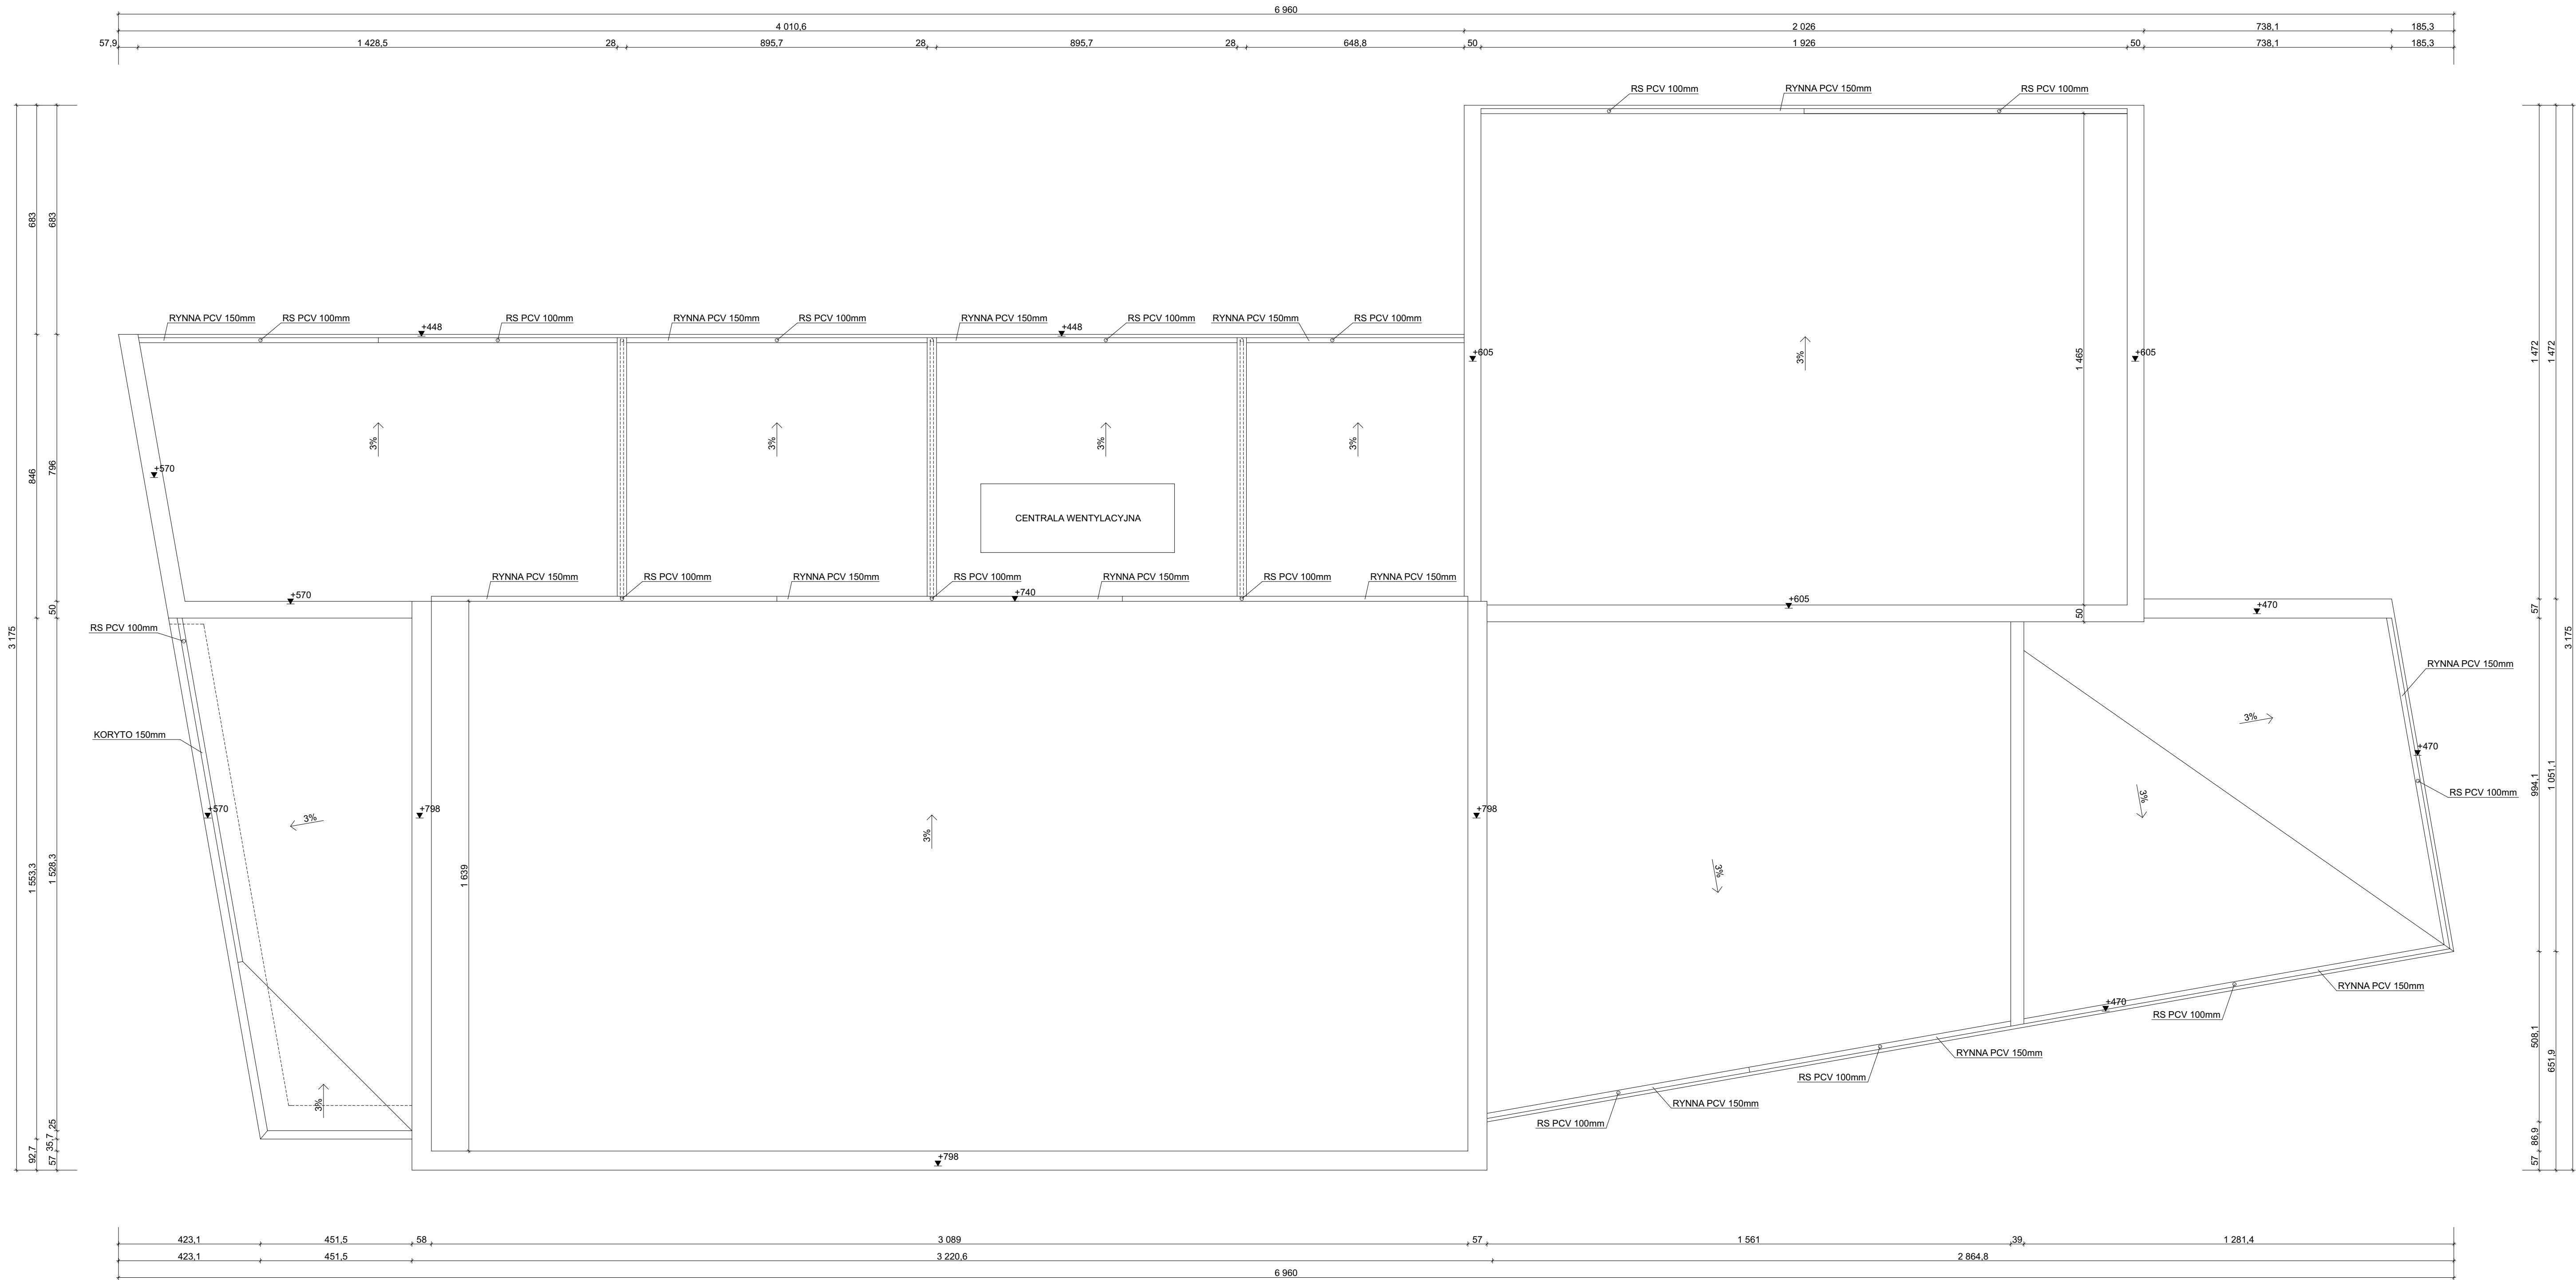 6 960
4 010,6 2 026 738,1 185,3
57,9 1 428,5 28 895,7 28 895,7 28 648,8 50 1 926 50 738,1 185,3
RS PCV 100mm RYNNA PCV 150mm RS PCV 100mm
683 683
RYNNA PCV 150mm RS PCV 100mm RS PCV 100mm RYNNA PCV 150mm RS PCV 100mm RYNNA PCV 150mm RS PCV 100mm RYNNA PCV 150mm RS PCV 100mm
+448 +448
+605 +605
3% 1 465 1 472 1 472
3% 3% 3% 3%
846 796 +570
CENTRALA WENTYLACYJNA
RYNNA PCV 150mm RS PCV 100mm RYNNA PCV 150mm RS PCV 100mm RYNNA PCV 150mm RS PCV 100mm RYNNA PCV 150mm
50 +570 +740 +605 50 +470 57
3 175 RS PCV 100mm 3 175
RYNNA PCV 150mm
3%
KORYTO 150mm
+470
994,1 1 051,1
3% RS PCV 100mm
+570 +798 +798
3% 3%
1 553,3 1 528,3 1 639 3%
RYNNA PCV 150mm
+470
RS PCV 100mm
508,1 651,9
RYNNA PCV 150mm
RS PCV 100mm
3% RYNNA PCV 150mm
RS PCV 100mm
25
35,7 86,9
92,7 57 +798 57
423,1 451,5 58 3 089 57 1 561 39 1 281,4
423,1 451,5 3 220,6 2 864,8
6 960